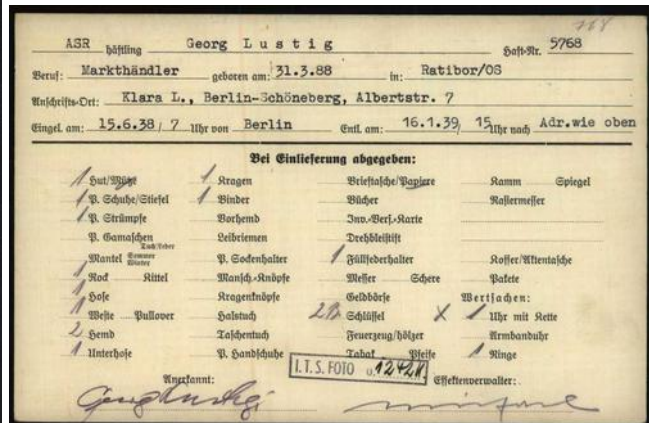 168
ASR häftling Georg Lustig Haft-Nr. 5768
Beruf: Markthändler geboren am: 31.3.88 in: Ratibor/OS
Anschrifts-Ort: Klara L., Berlin-Schöneberg, Albertstr. 7
Eingel. am: 15.6.38/ 7 Uhr von Berlin Entl. am: 16.1.39/ 15 Uhr nach Adr.wie oben
Bei Einlieferung abgegeben:
1 Hut/Mütze 1 Kragen Brieftasche/Papiere Kamm Spiegel
1 P. Schuhe/Stiefel 1 Binder Bücher Rasiermesser
1 P. Strümpfe Vorhemd Inv.-Vers.-Karte
P. Gamaschen Tuch/Leder Leibriemen Drehbleistift
1 Mantel Sommer Winter P. Sockenhalter 1 Füllfederhalter Koffer/Aktentasche
1 Rock Kittel Mansch.-Knöpfe Messer Schere Pakete
1 Hose Kragenknöpfe Geldbörse Wertsachen:
1 Weste Pullover Halstuch 2 Schlüssel X 1 Uhr mit Kette
2 Hemd Taschentuch Feuerzeug/hölzer Armbanduhr
1 Unterhose P. Handschuhe Tabak Pfeife 1 Ringe
I.T.S. FOTO
Anerkannt: Effektenverwalter:
Georg Lustig